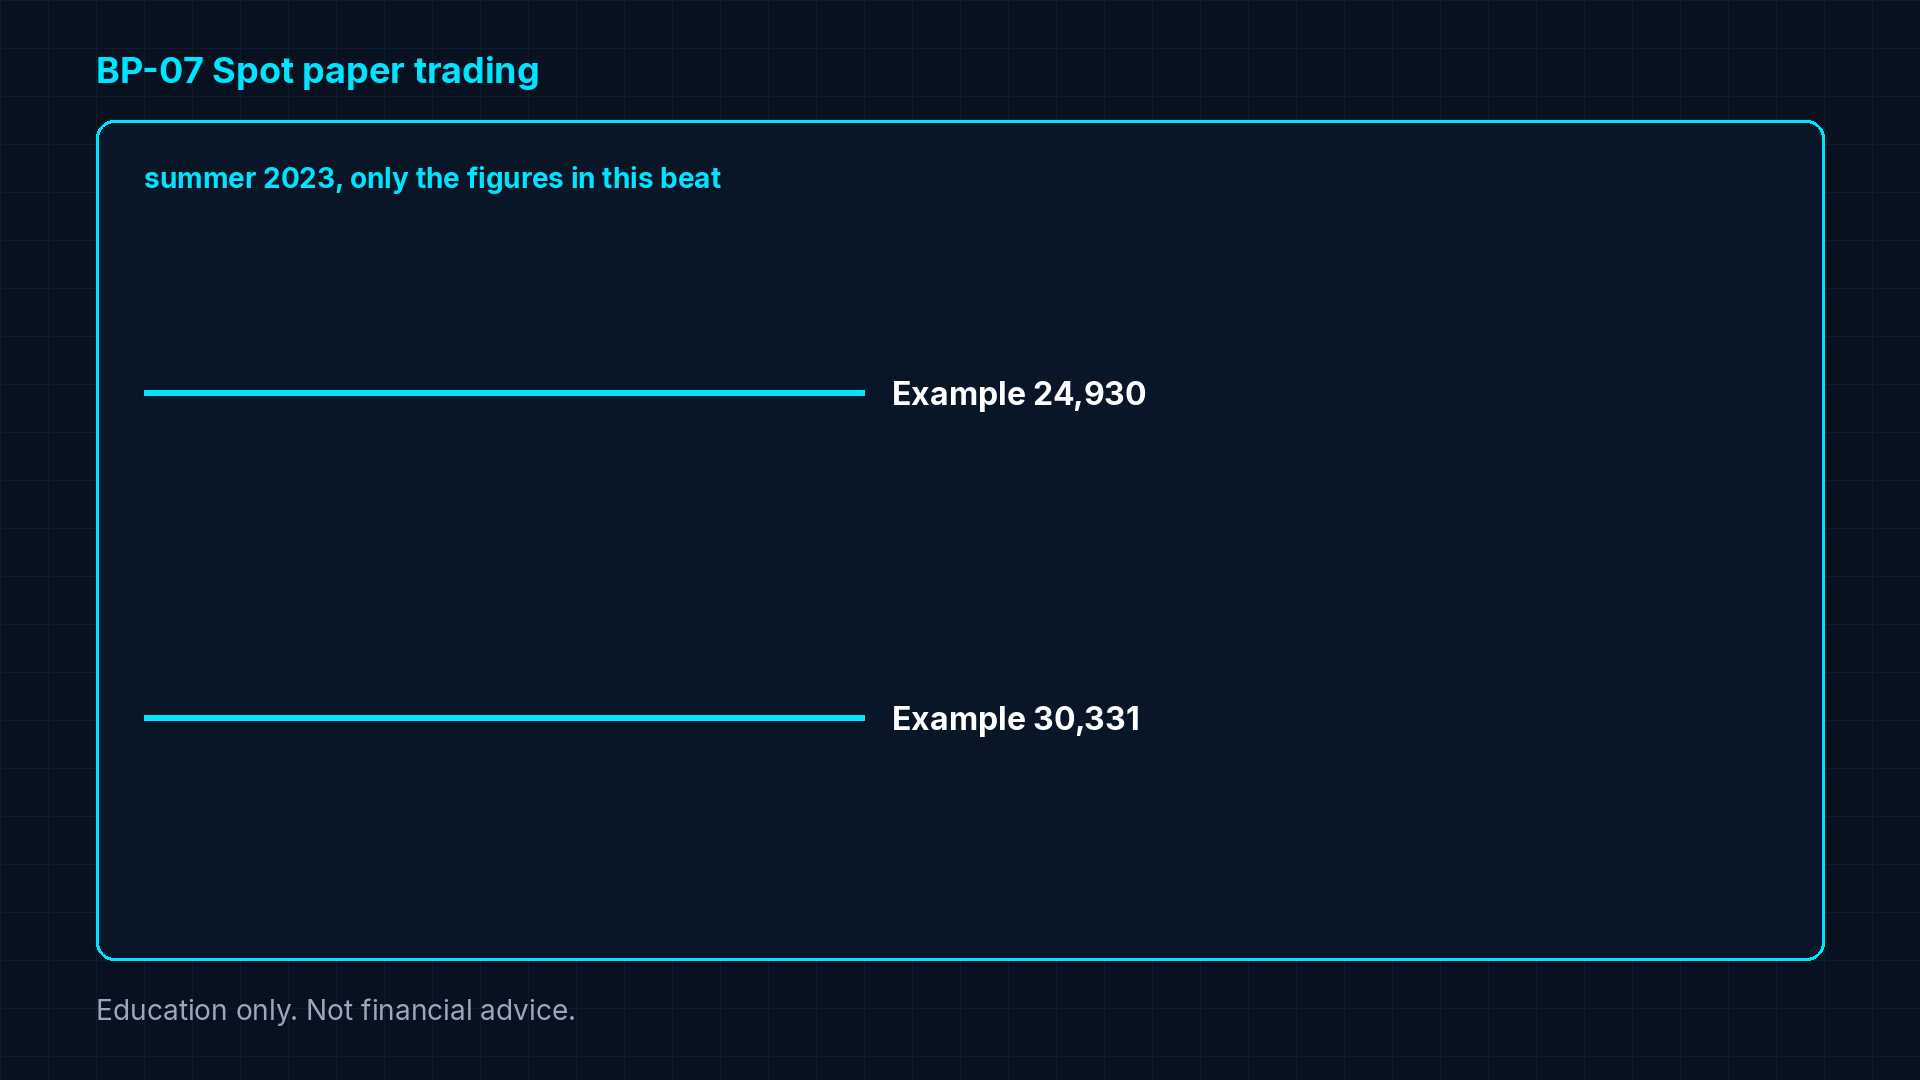 BP-07 Spot paper trading
summer 2023, only the figures in this beat
Example 24,930
Example 30,331
Education only. Not financial advice.